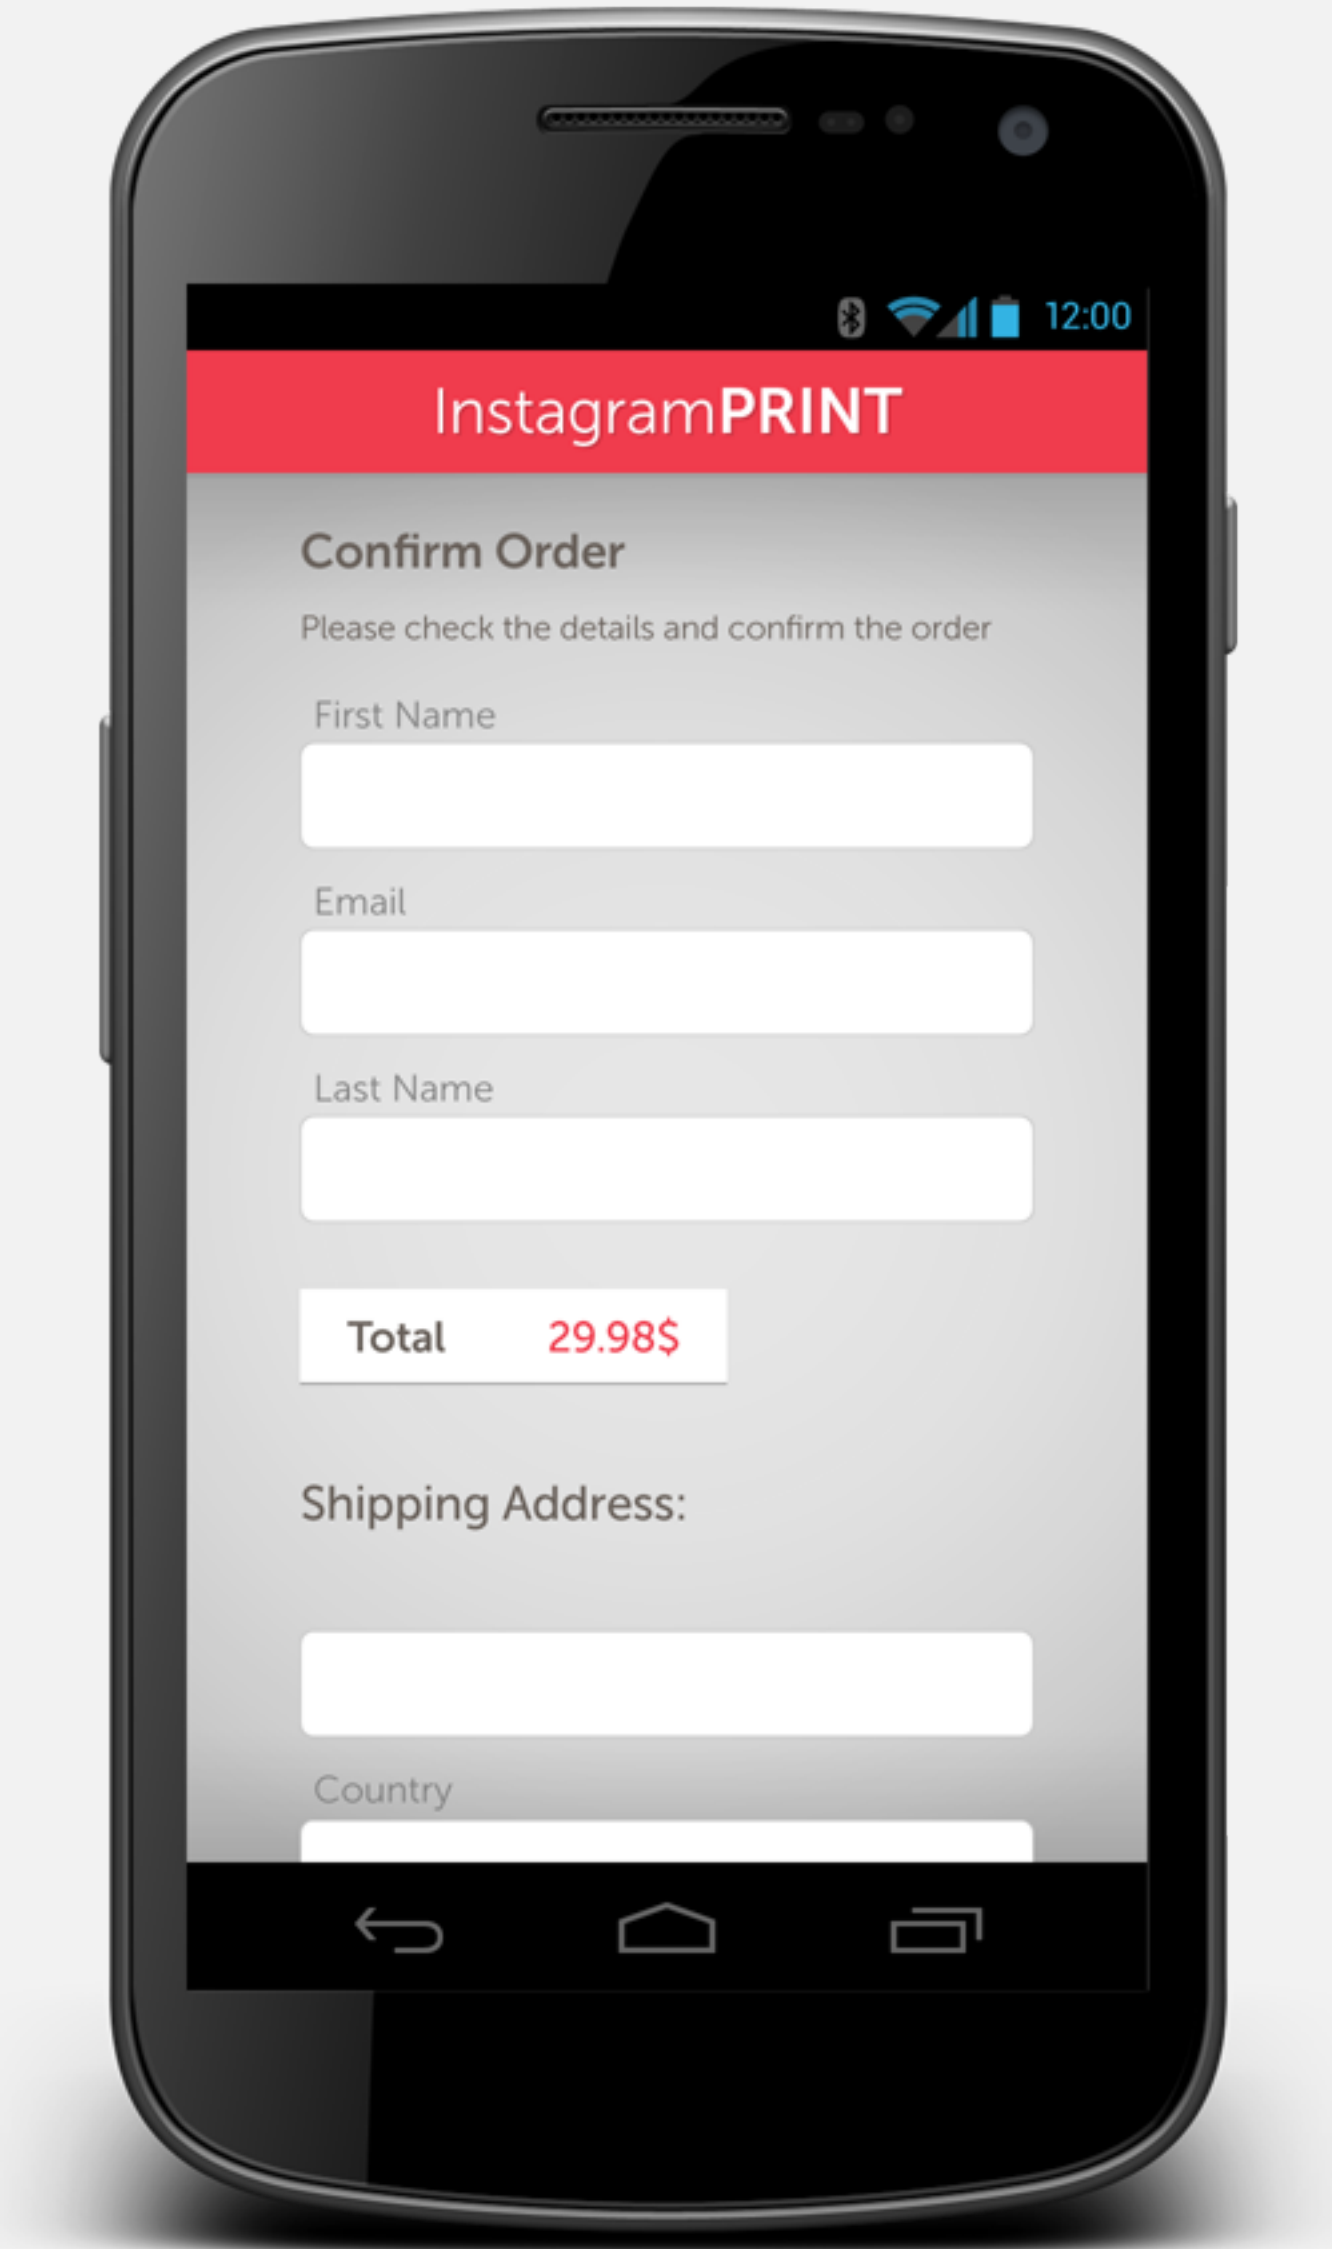 12:00
InstagramPRINT
Confirm Order
Please check the details and confirm the order
First Name
Email
Last Name
Total 29.98$
Shipping Address:
Country